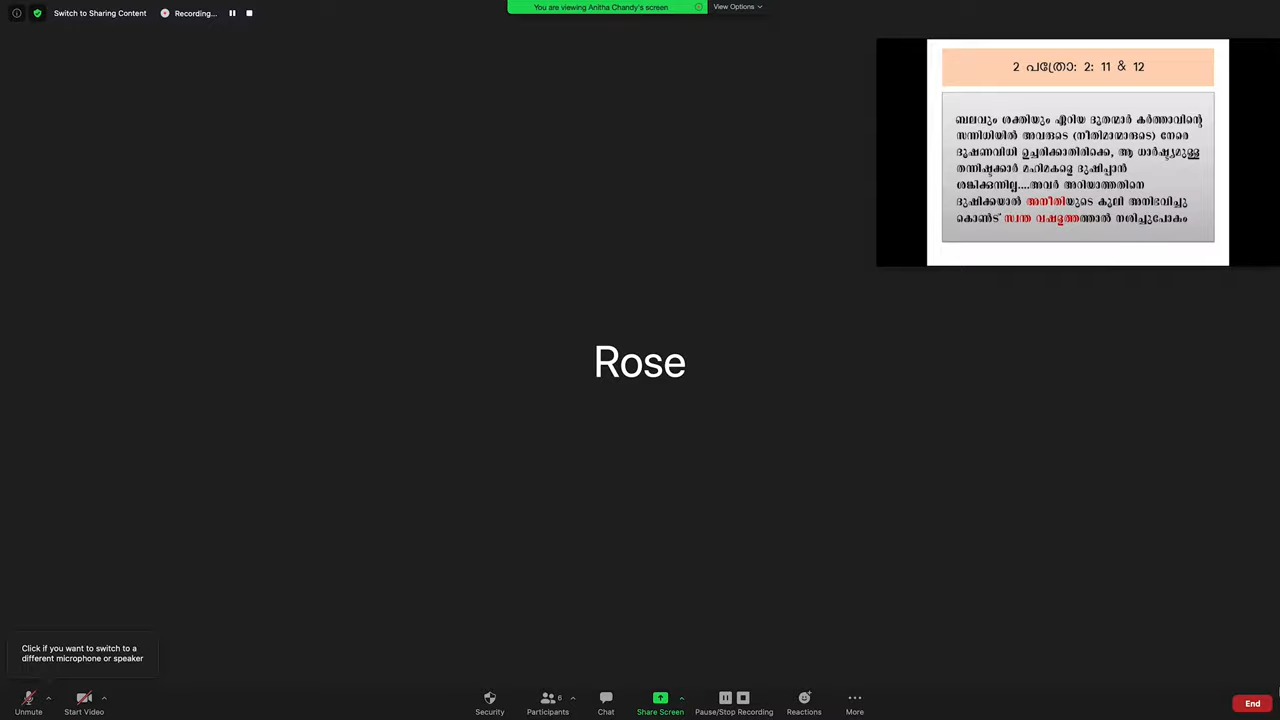 Switch to Sharing Content
Recording...
You are viewing Anitha Chandy's screen
View Options
2 പത്രോ: 2: 11 & 12
ബലവും ശക്തിയും ഏറിയ ദൂതന്മാർ കർത്താവിന്റെ
സന്നിധിയിൽ അവരുടെ (നീതിമാന്മാരുടെ) നേരെ
ദൂഷണവിധി ഉച്ചരിക്കാതിരിക്കെ, ആ ധാർഷ്ട്യമുള്ള
തന്നിഷ്ടക്കാർ മഹിമകളെ ദുഷിപ്പാൻ
ശങ്കിക്കുന്നില്ല....അവർ അറിയാത്തതിനെ
ദുഷിക്കയാൽ അനീതിയുടെ കൂലി അനിഭവിച്ചു
കൊണ്ട് സ്വന്ത വഷളത്തത്താൽ നശിച്ചുപോകും
Rose
Click if you want to switch to a
different microphone or speaker
Unmute
Start Video
Security
Participants
6
Chat
Share Screen
Pause/Stop Recording
Reactions
More
End